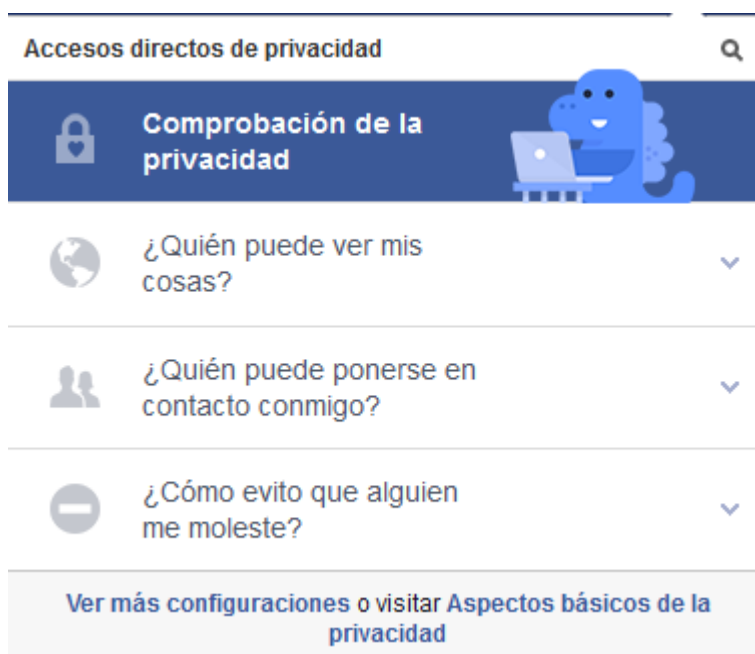 Accesos directos de privacidad
Comprobación de la
privacidad
¿Quién puede ver mis
cosas?
¿Quién puede ponerse en
contacto conmigo?
¿Cómo evito que alguien
me moleste?
Ver más configuraciones o visitar Aspectos básicos de la
privacidad